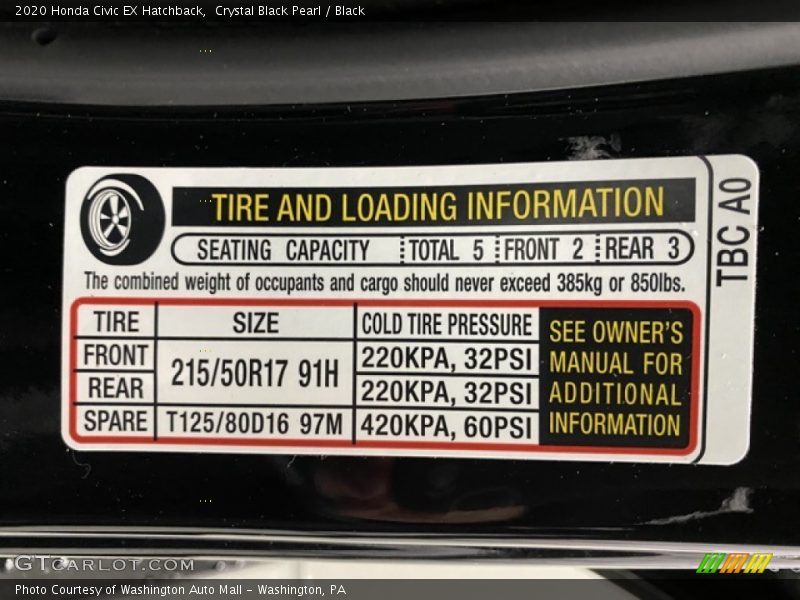 2020 Honda Civic EX Hatchback,  Crystal Black Pearl / Black
TIRE AND LOADING INFORMATION
SEATING CAPACITY TOTAL 5 FRONT 2 REAR 3
The combined weight of occupants and cargo should never exceed 385kg or 850lbs.
TIRE SIZE COLD TIRE PRESSURE
FRONT 215/50R17 91H 220KPA, 32PSI
REAR 220KPA, 32PSI
SPARE T125/80D16 97M 420KPA, 60PSI
SEE OWNER'S
MANUAL FOR
ADDITIONAL
INFORMATION
TBC A0
GTCARLOT.COM
Photo Courtesy of Washington Auto Mall - Washington, PA